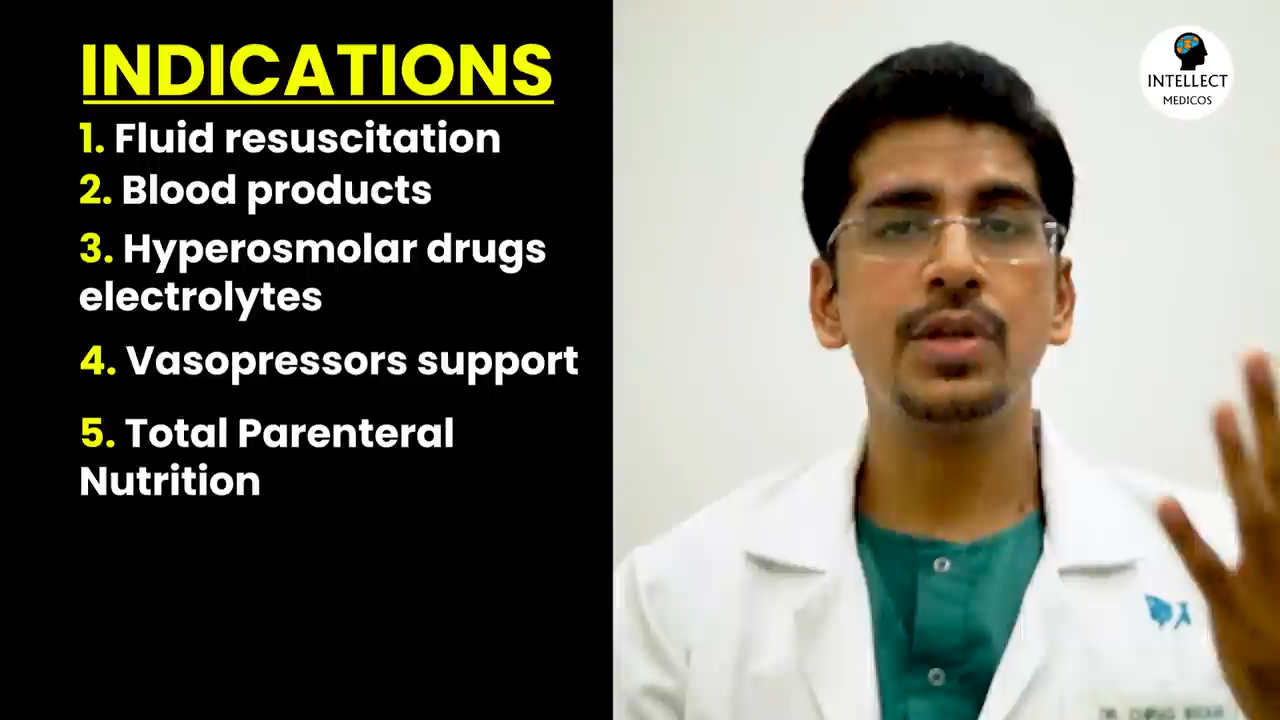 INDICATIONS
1. Fluid resuscitation
2. Blood products
3. Hyperosmolar drugs
electrolytes
4. Vasopressors support
5. Total Parenteral
Nutrition
INTELLECT
MEDICOS